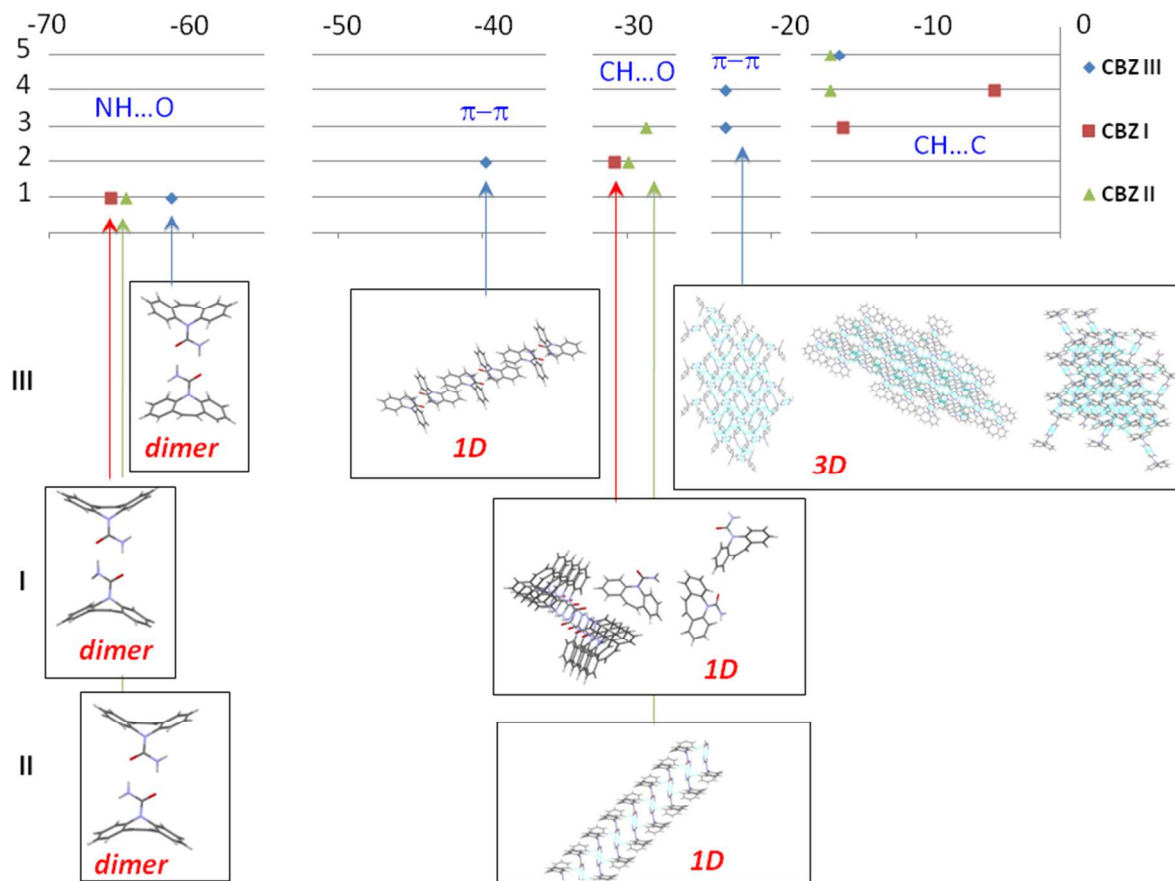 -70 -60 -50 -40 -30 -20 -10 0
5
4
3
2
1
NH...O
π–π
CH...O
π–π
CH...C
CBZ III
CBZ I
CBZ II
III
dimer
1D
3D
I
dimer
1D
II
dimer
1D